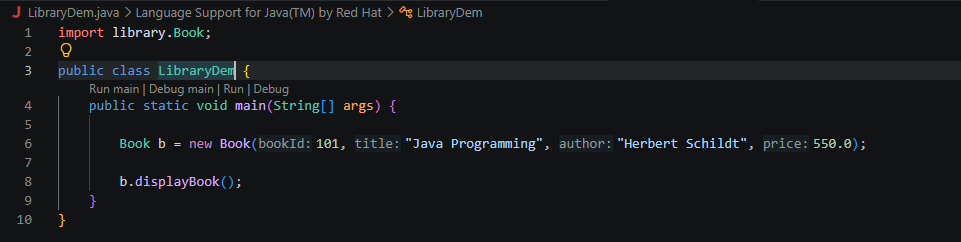 LibraryDem.java > Language Support for Java(TM) by Red Hat > LibraryDem
1 import library.Book;
2
3 public class LibraryDem {
Run main | Debug main | Run | Debug
4 public static void main(String[] args) {
5
6 Book b = new Book(bookId: 101, title: "Java Programming", author: "Herbert Schildt", price: 550.0);
7
8 b.displayBook();
9 }
10 }